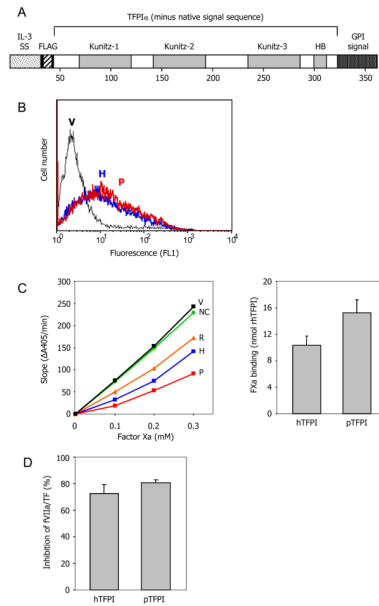 A
TFPIα (minus native signal sequence)
IL-3 SS
FLAG
Kunitz-1
Kunitz-2
Kunitz-3
HB
GPI signal
50 100 150 200 250 300 350
B
Cell number
V
H
P
10⁰ 10¹ 10² 10³ 10⁴
Fluorescence (FL1)
C
Slope (ΔA405/min)
300
250
200
150
100
50
0
V
NC
R
H
P
0 0.1 0.2 0.3
Factor Xa (mM)
FXa binding (nmol rhTFPI)
20
16
12
8
4
0
hTFPI pTFPI
D
Inhibition of fVIIa/TF (%)
100
80
60
40
20
0
hTFPI pTFPI